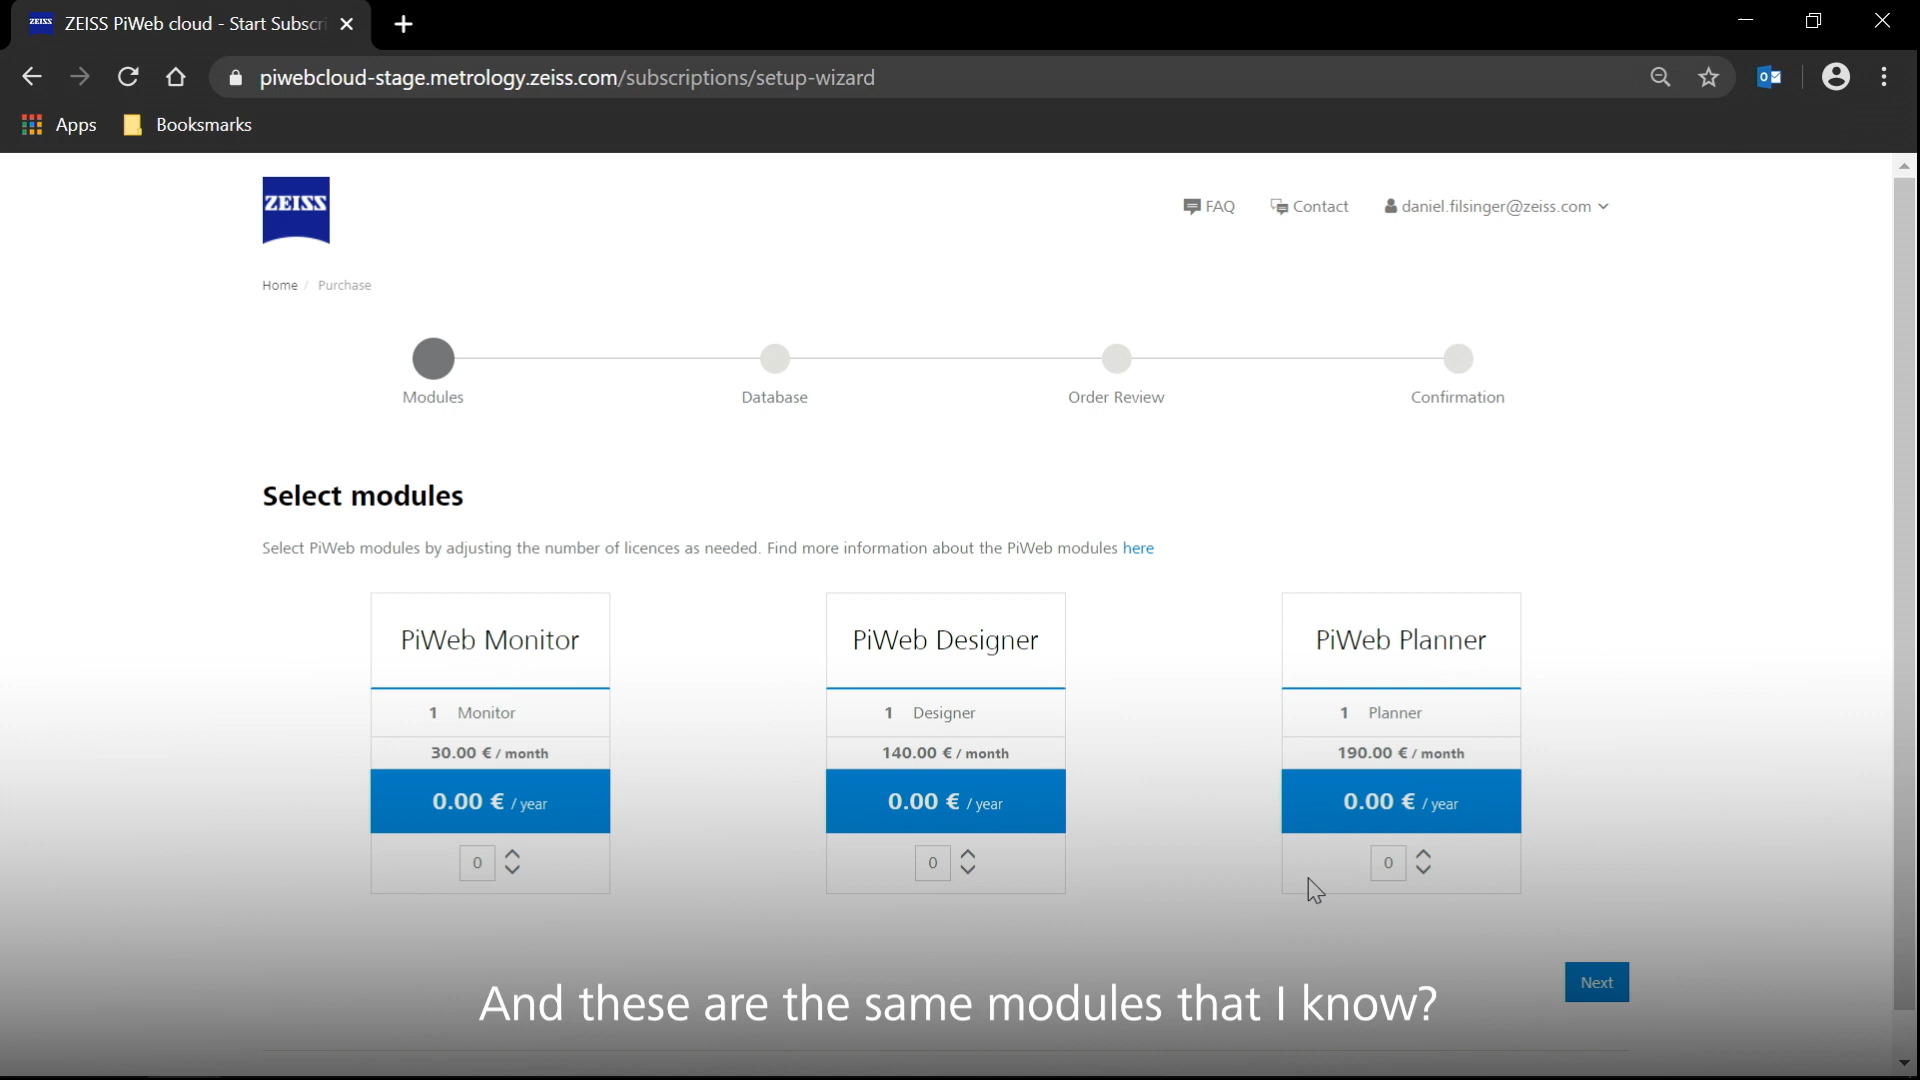 ZEISS ZEISS PiWeb cloud - Start Subscri
piwebcloud-stage.metrology.zeiss.com/subscriptions/setup-wizard
Apps Booksmarks
ZEISS
FAQ Contact daniel.filsinger@zeiss.com
Home / Purchase
Modules Database Order Review Confirmation
Select modules
Select PiWeb modules by adjusting the number of licences as needed. Find more information about the PiWeb modules here
PiWeb Monitor PiWeb Designer PiWeb Planner
1 Monitor 1 Designer 1 Planner
30.00 € / month 140.00 € / month 190.00 € / month
0.00 € / year 0.00 € / year 0.00 € / year
0 0 0
Next
And these are the same modules that I know?